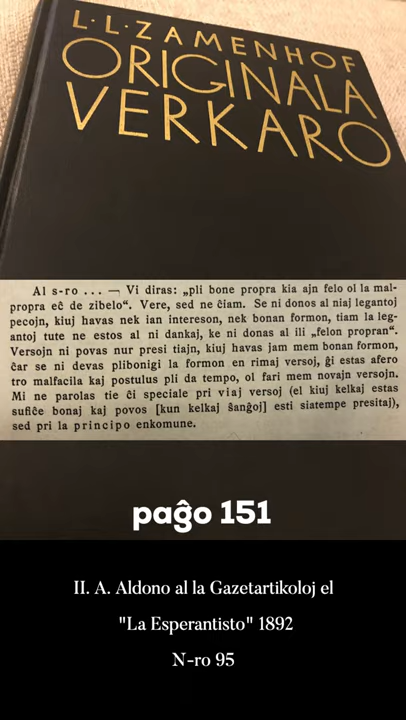 L·L·ZAMENHOF
ORIGINALA
VERKARO
Al s-ro ... — Vi diras: „pli bone propra kia ajn felo ol la mal-
propra eĉ de zibelo“. Vere, sed ne ĉiam. Se ni donos al niaj legantoj
pecojn, kiuj havas nek ian intereson, nek bonan formon, tiam la leg-
antoj tute ne estos al ni dankaj, ke ni donas al ili „felon propran“.
Versojn ni povas nur presi tiajn, kiuj havas jam mem bonan formon,
ĉar se ni devas plibonigi la formon en rimaj versoj, ĝi estas afero
tro malfacila kaj postulus pli da tempo, ol fari mem novajn versojn.
Mi ne parolas tie ĉi speciale pri viaj versoj (el kiuj kelkaj estas
sufiĉe bonaj kaj povos [kun kelkaj ŝanĝoj] esti siatempe presitaj),
sed pri la principo enkomune.
paĝo 151
II. A. Aldono al la Gazetartikoloj el
"La Esperantisto" 1892
N-ro 95